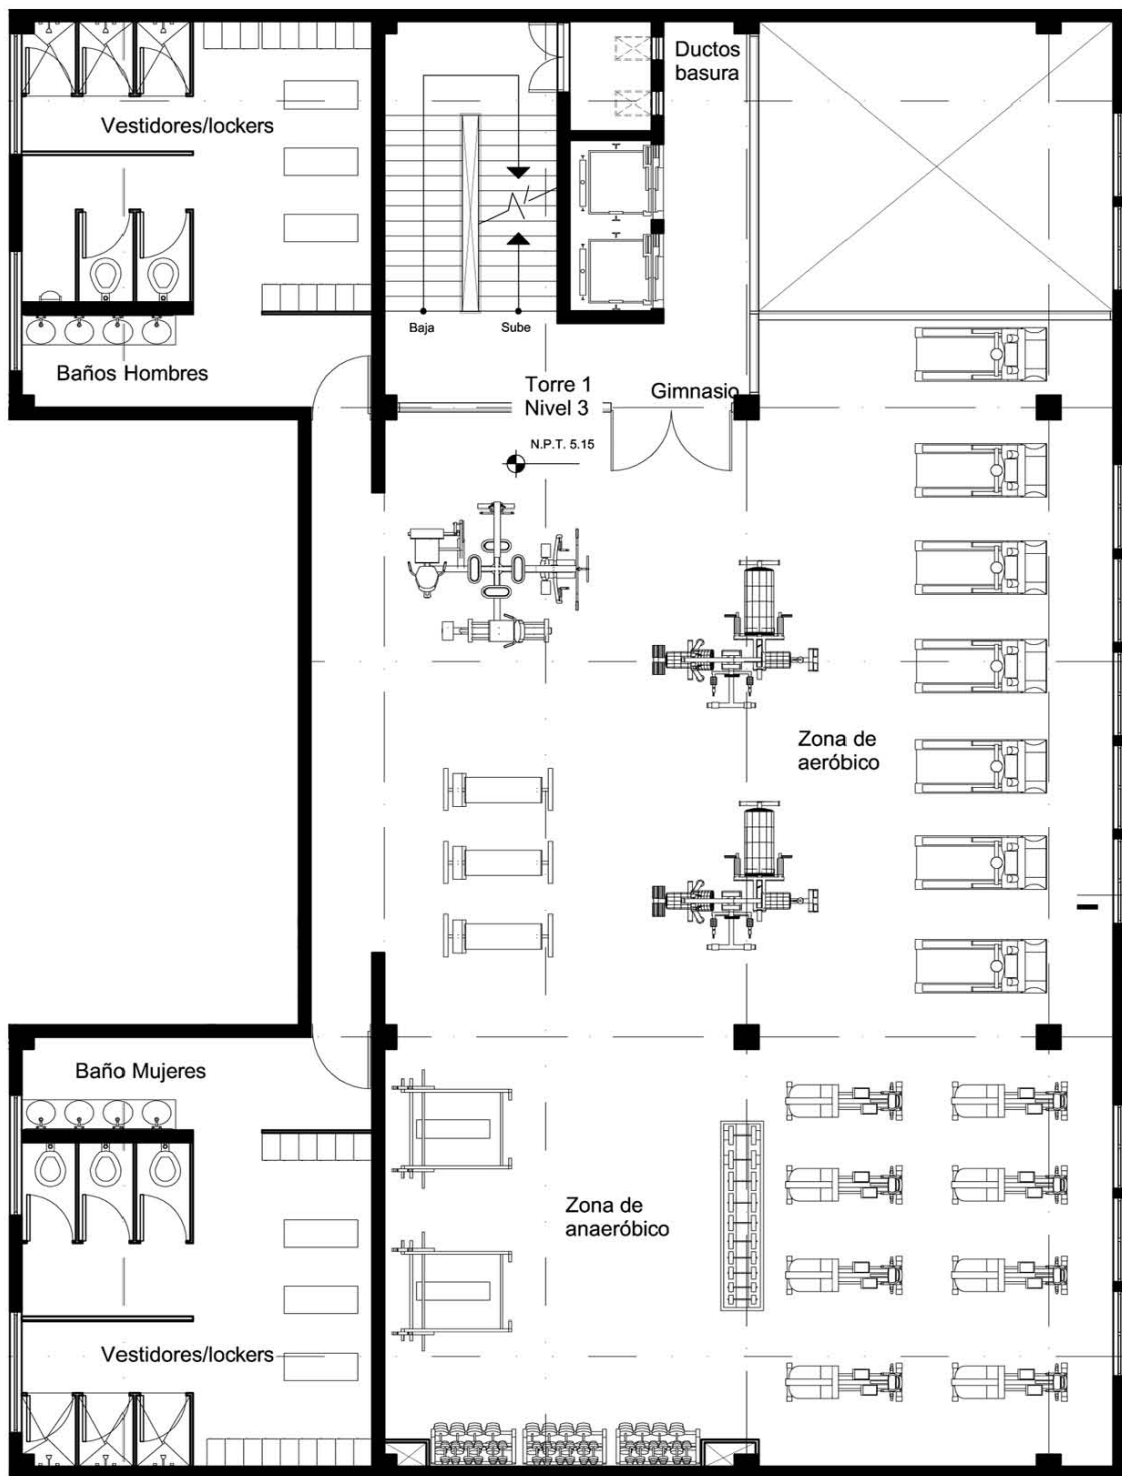 Ductos
basura
Vestidores/lockers
Baja
Sube
Baños Hombres
Torre 1
Nivel 3
Gimnasio
N.P.T. 5.15
Zona de
aeróbico
Baño Mujeres
Zona de
anaeróbico
Vestidores/lockers